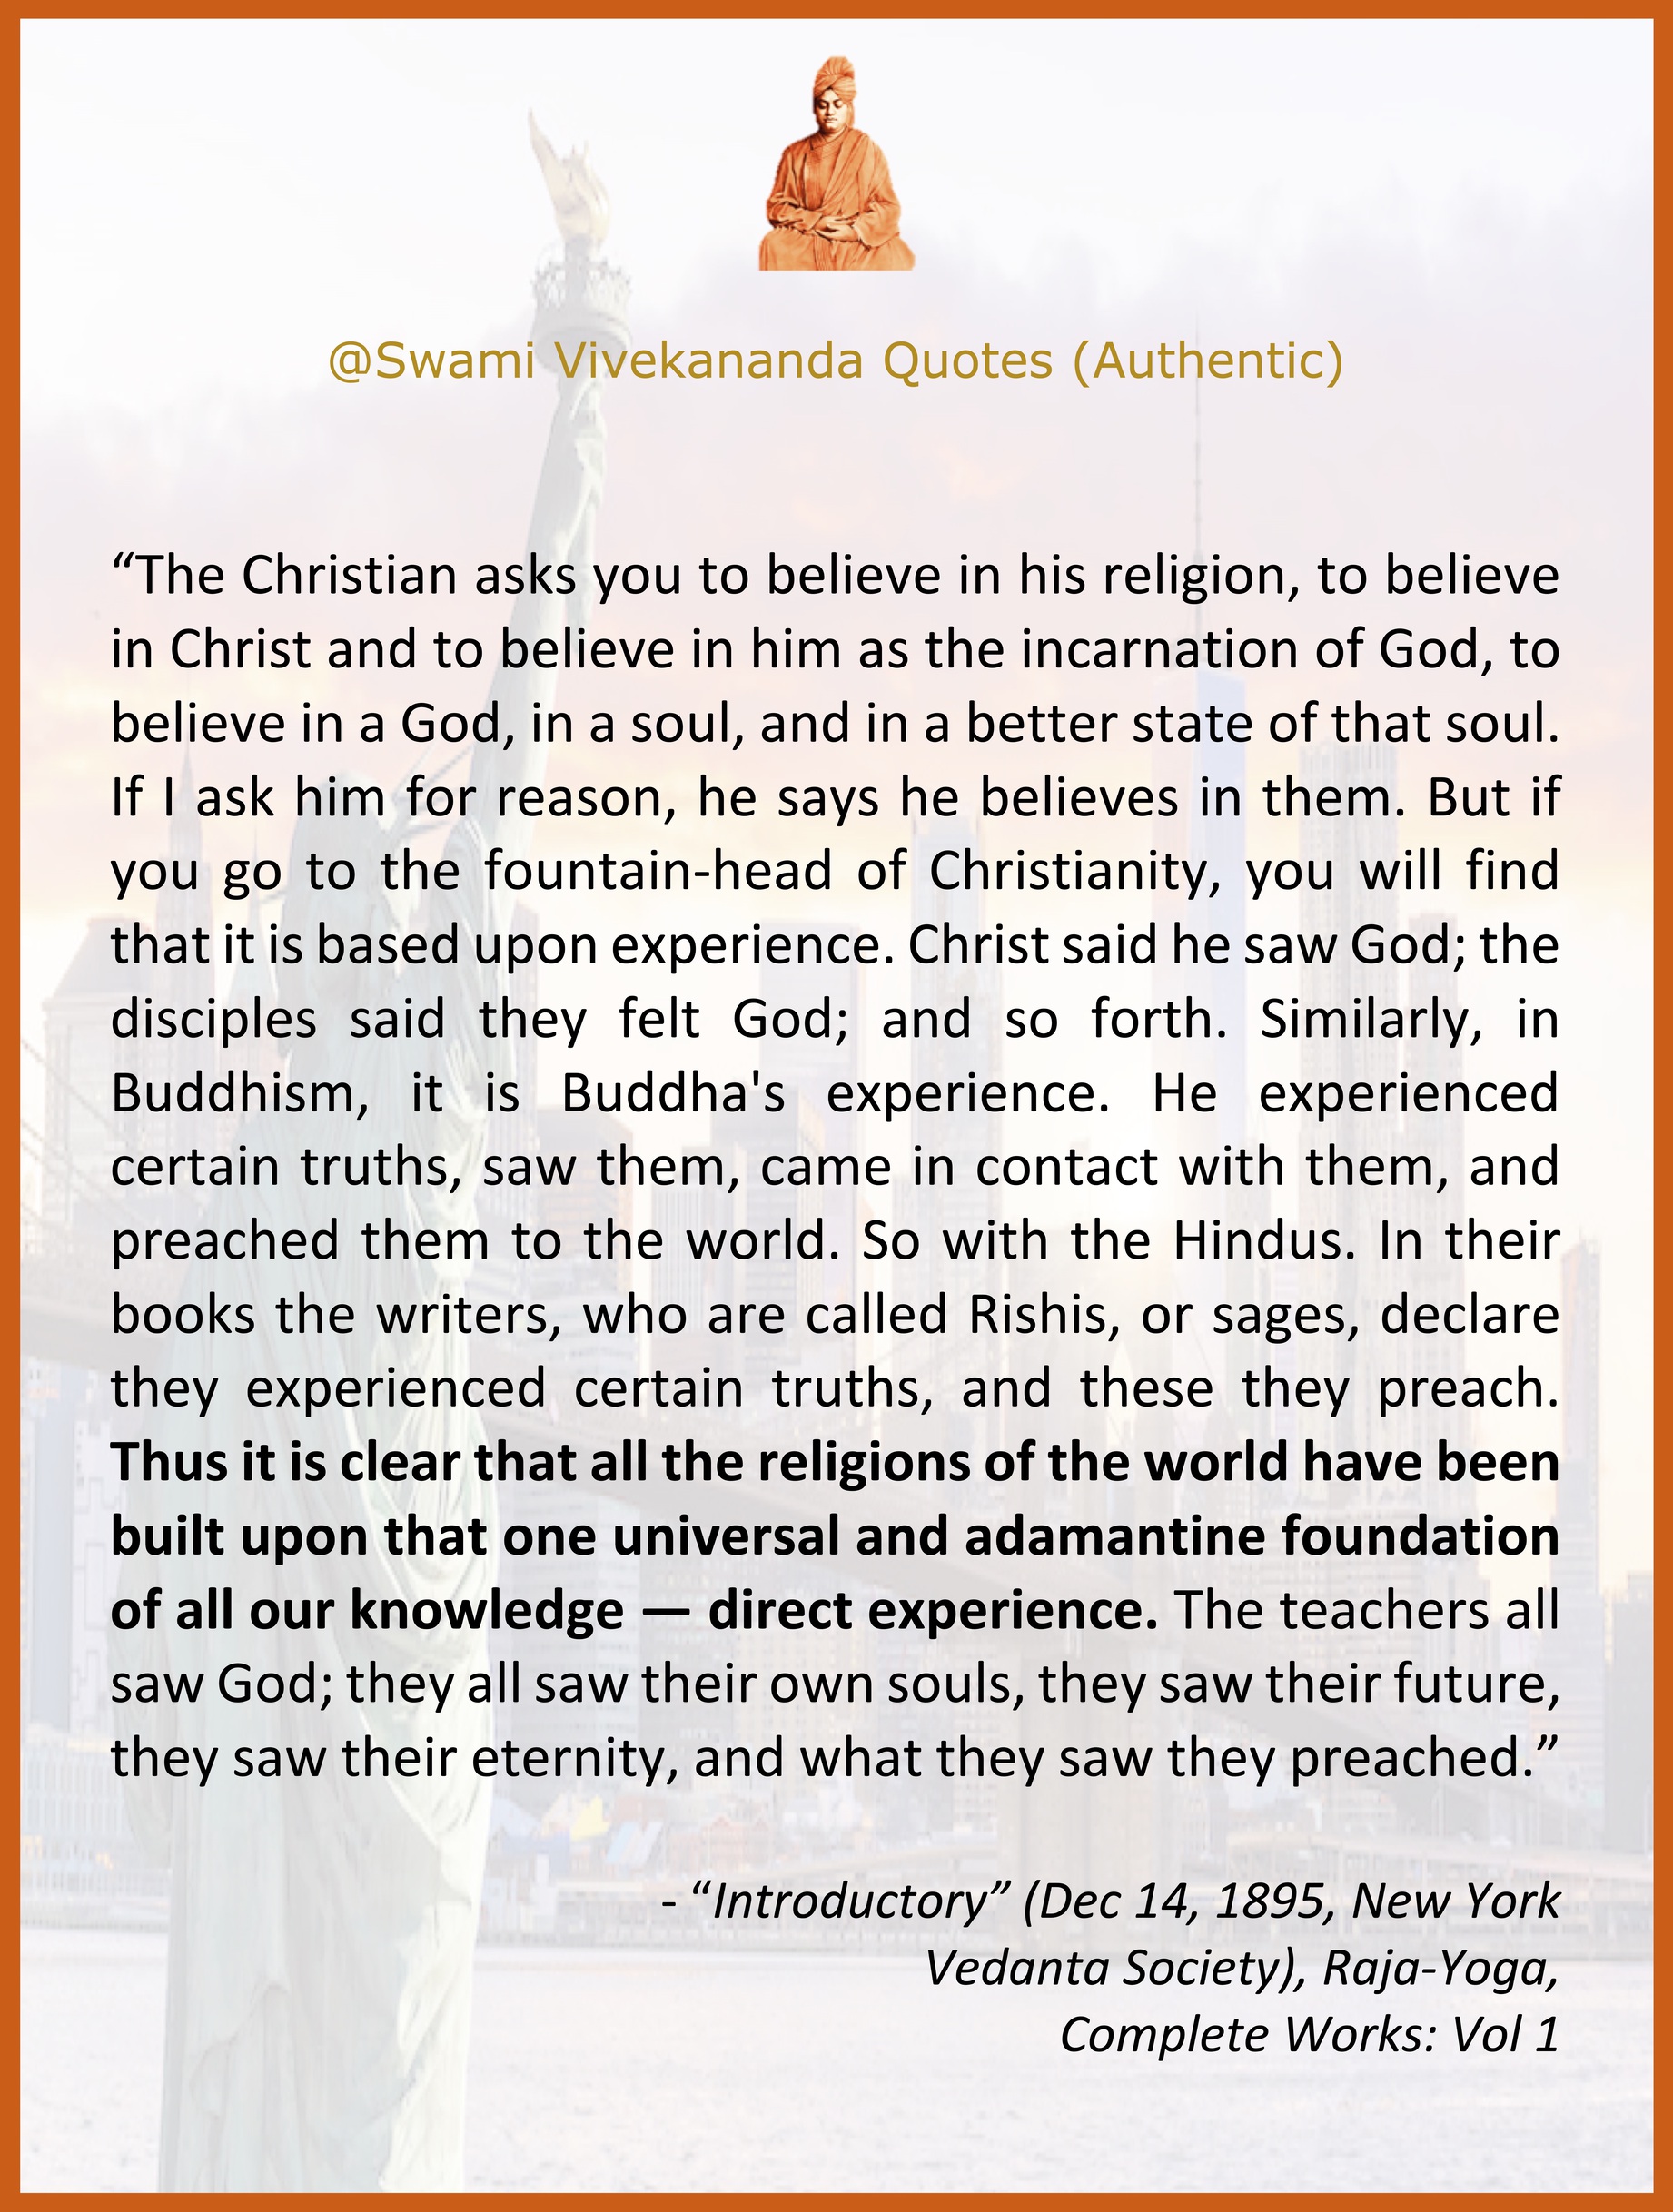 @Swami Vivekananda Quotes (Authentic)
“The Christian asks you to believe in his religion, to believe
in Christ and to believe in him as the incarnation of God, to
believe in a God, in a soul, and in a better state of that soul.
If I ask him for reason, he says he believes in them. But if
you go to the fountain-head of Christianity, you will find
that it is based upon experience. Christ said he saw God; the
disciples said they felt God; and so forth. Similarly, in
Buddhism, it is Buddha's experience. He experienced
certain truths, saw them, came in contact with them, and
preached them to the world. So with the Hindus. In their
books the writers, who are called Rishis, or sages, declare
they experienced certain truths, and these they preach.
Thus it is clear that all the religions of the world have been
built upon that one universal and adamantine foundation
of all our knowledge — direct experience. The teachers all
saw God; they all saw their own souls, they saw their future,
they saw their eternity, and what they saw they preached.”
- “Introductory” (Dec 14, 1895, New York
Vedanta Society), Raja-Yoga,
Complete Works: Vol 1